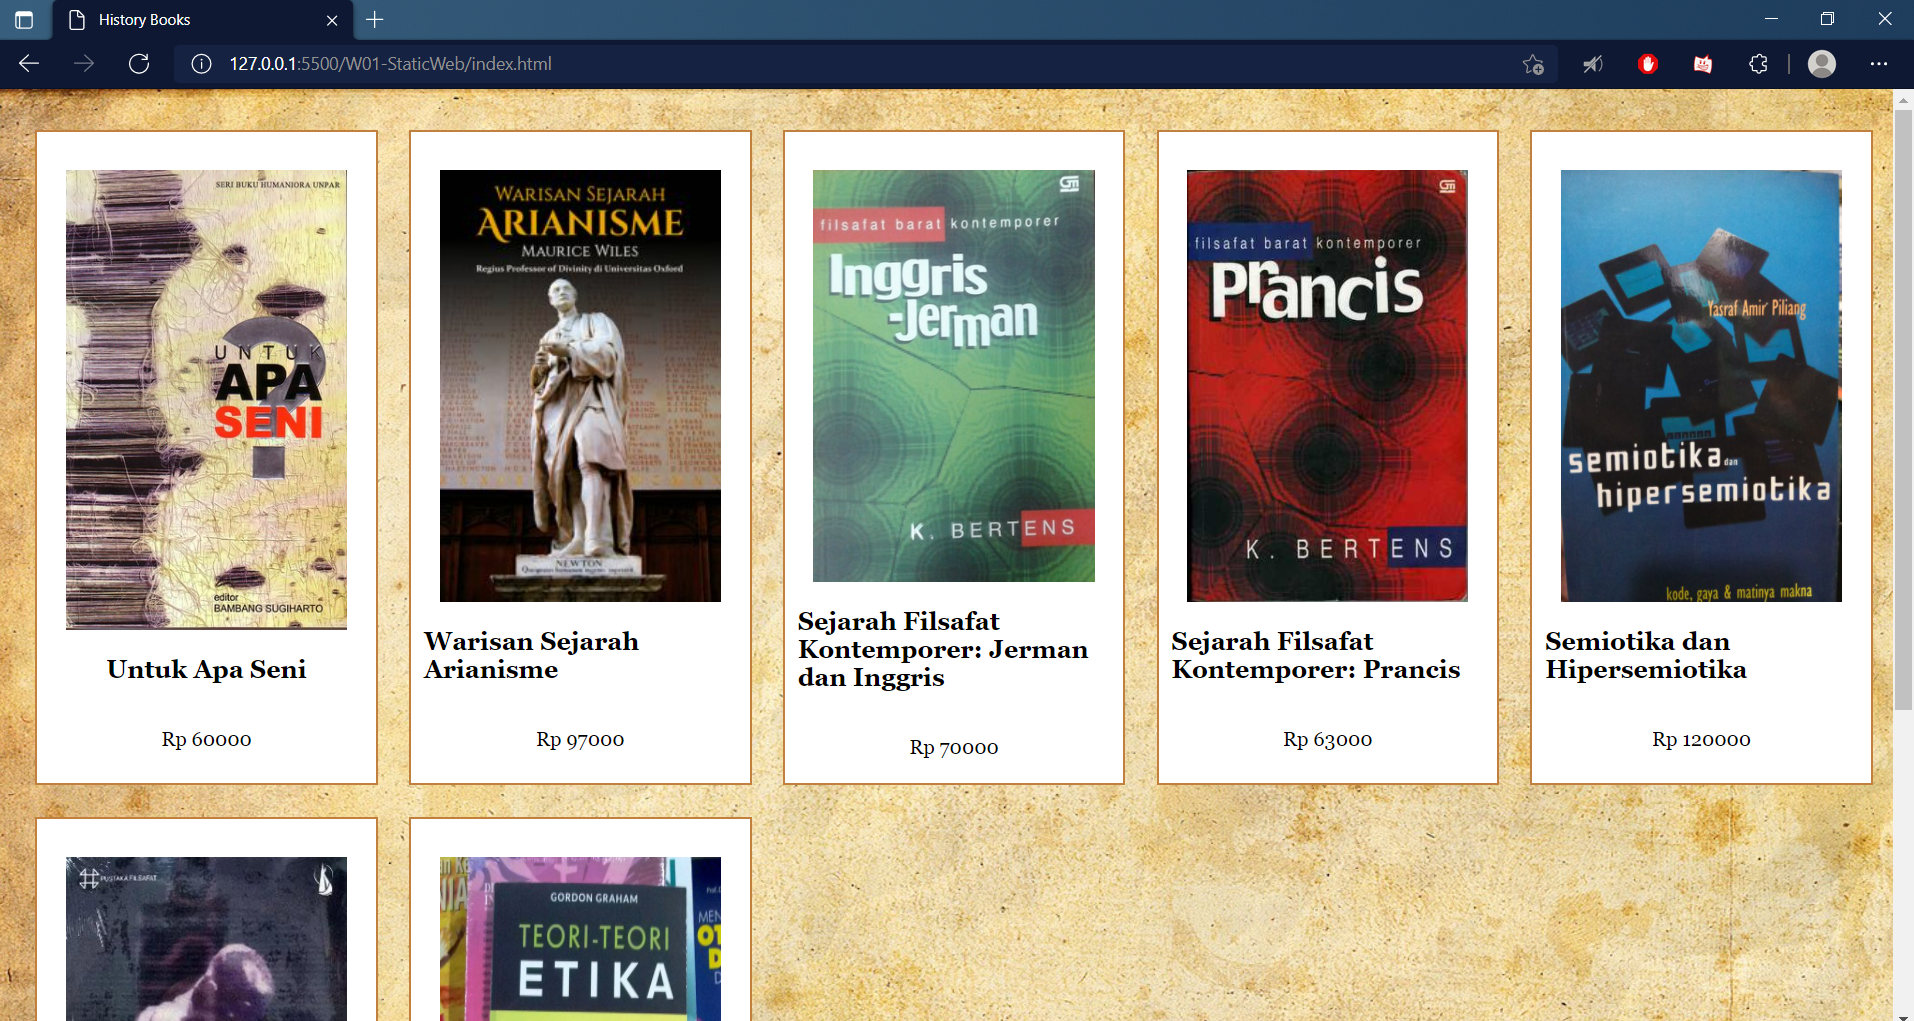 History Books
127.0.0.1:5500/W01-StaticWeb/index.html
SERI BUKU HUMANIORA UNPAR
UNTUK
APA
SENI
?
editor
BAMBANG SUGIHARTO
Untuk Apa Seni
Rp 60000
WARISAN SEJARAH
ARIANISME
MAURICE WILES
Regius Professor of Divinity di Universitas Oxford
NEWTON
Warisan Sejarah
Arianisme
Rp 97000
GM
filsafat barat kontemporer
Inggris
-Jerman
K. BERTENS
Sejarah Filsafat
Kontemporer: Jerman
dan Inggris
Rp 70000
GM
filsafat barat kontemporer
Prancis
K. BERTENS
Sejarah Filsafat
Kontemporer: Prancis
Rp 63000
Yasraf Amir Piliang
semiotika dan
hipersemiotika
kode, gaya & matinya makna
Semiotika dan
Hipersemiotika
Rp 120000
PUSTAKA FILSAFAT
GORDON GRAHAM
TEORI-TEORI
ETIKA
MEN
OT
D